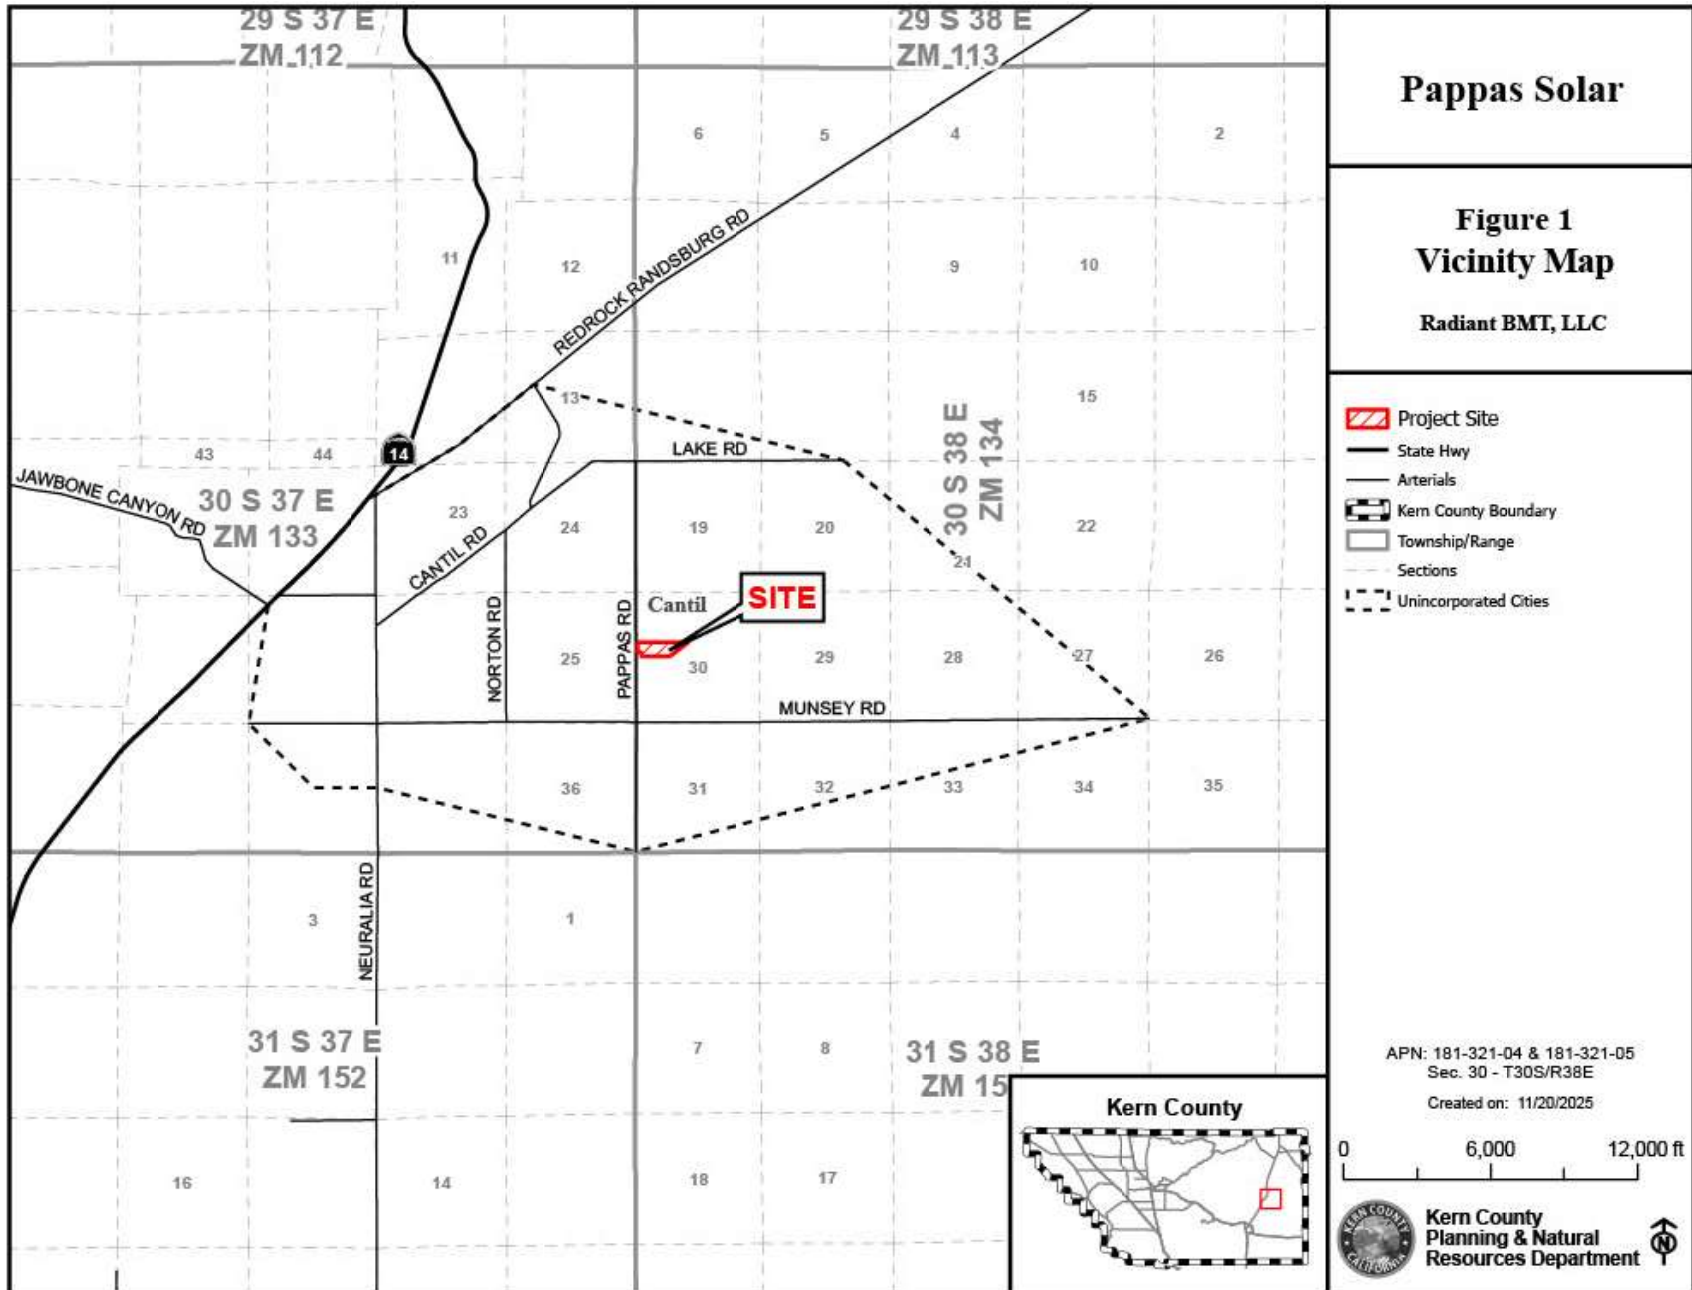 29 S 37 E
ZM 112
29 S 38 E
ZM 113
6
5
4
2
11
12
REDROCK RANDSBURG RD
9
10
13
15
43
44
14
LAKE RD
JAWBONE CANYON RD
30 S 37 E
ZM 133
30 S 38 E
ZM 134
23
24
CANTIL RD
19
20
21
22
NORTON RD
PAPPAS RD
Cantil
SITE
25
30
29
28
27
26
MUNSEY RD
36
31
32
33
34
35
NEURALIA RD
3
1
31 S 37 E
ZM 152
7
8
31 S 38 E
ZM 15
16
14
18
17
Kern County
Pappas Solar
Figure 1
Vicinity Map
Radiant BMT, LLC
Project Site
State Hwy
Arterials
Kern County Boundary
Township/Range
Sections
Unincorporated Cities
APN: 181-321-04 & 181-321-05
Sec. 30 - T30S/R38E
Created on: 11/20/2025
0 6,000 12,000 ft
KERN COUNTY
CALIFORNIA
Kern County
Planning & Natural
Resources Department
N